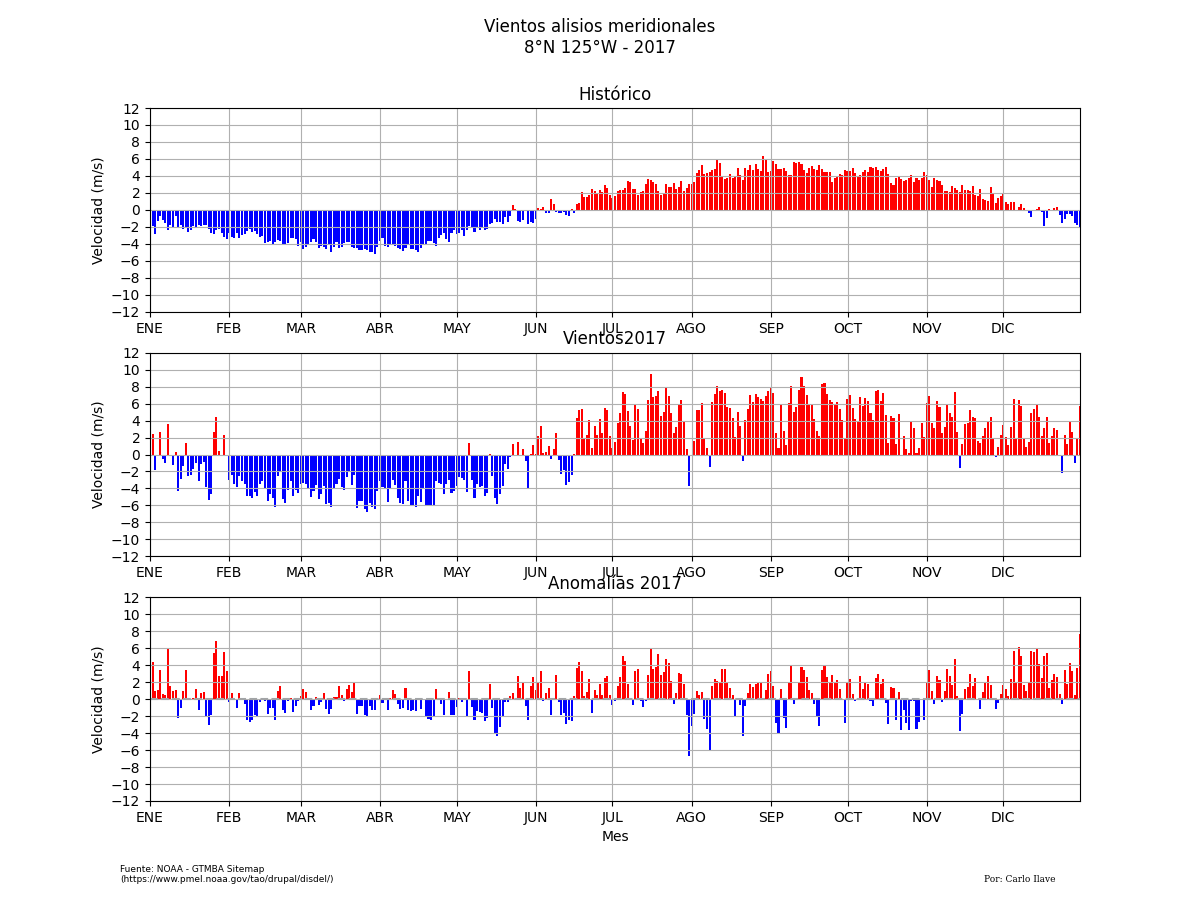 Vientos alisios meridionales
8°N 125°W - 2017
Histórico
12
10
8
6
4
2
0
−2
−4
−6
−8
−10
−12
Velocidad (m/s)
ENE FEB MAR ABR MAY JUN JUL AGO SEP OCT NOV DIC
Vientos2017
12
10
8
6
4
2
0
−2
−4
−6
−8
−10
−12
Velocidad (m/s)
ENE FEB MAR ABR MAY JUN JUL AGO SEP OCT NOV DIC
Anomalías 2017
12
10
8
6
4
2
0
−2
−4
−6
−8
−10
−12
Velocidad (m/s)
ENE FEB MAR ABR MAY JUN JUL AGO SEP OCT NOV DIC
Mes
Fuente: NOAA - GTMBA Sitemap
(https://www.pmel.noaa.gov/tao/drupal/disdel/)
Por: Carlo Ilave